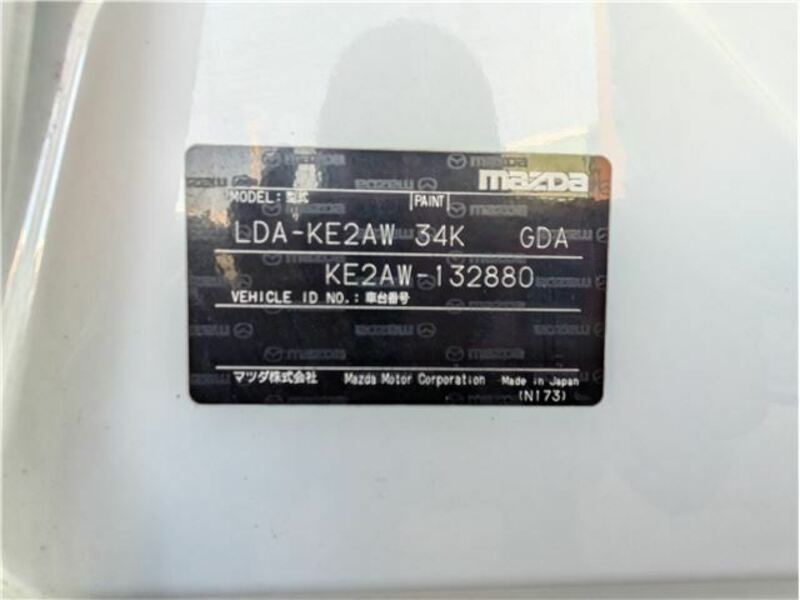 mazda
MODEL: 型式 PAINT
LDA-KE2AW 34K GDA
KE2AW-132880
VEHICLE ID NO.: 車台番号
マツダ株式会社 Mazda Motor Corporation Made in Japan
(N173)